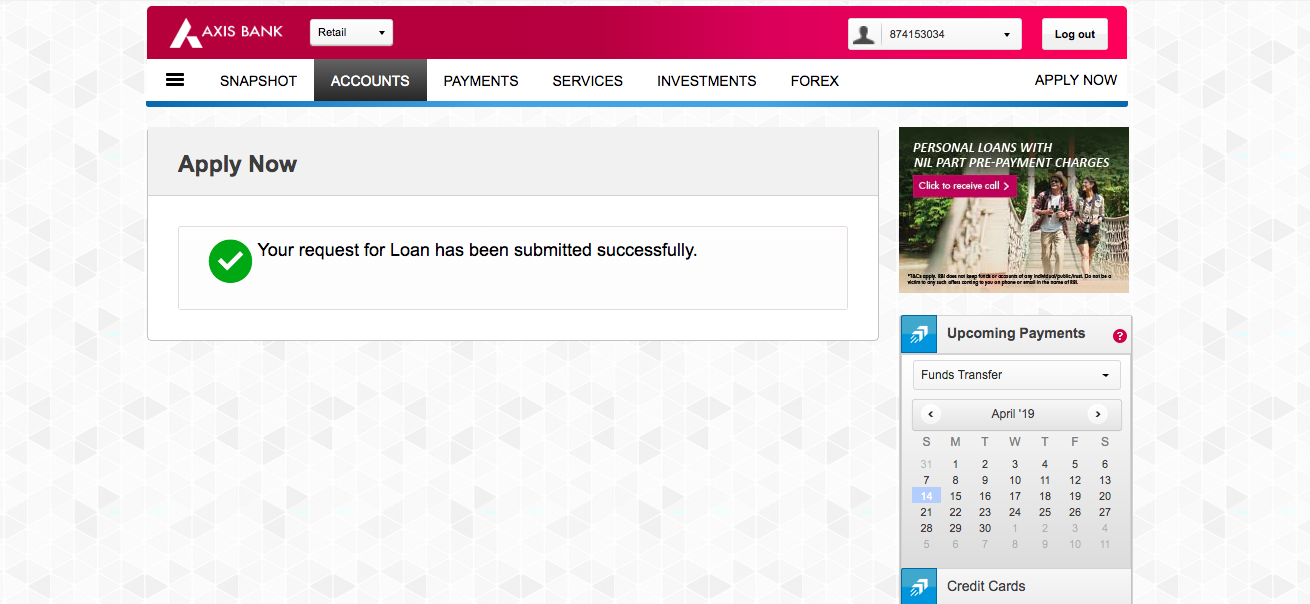 AXIS BANK
Retail
874153034
Log out
SNAPSHOT
ACCOUNTS
PAYMENTS
SERVICES
INVESTMENTS
FOREX
APPLY NOW
Apply Now
Your request for Loan has been submitted successfully.
PERSONAL LOANS WITH
NIL PART PRE-PAYMENT CHARGES
Click to receive call >
*T&Cs apply. RBI does not keep funds or accounts of any individual/public/trust. Do not be a
victim to any such offers coming to you on phone or email in the name of RBI.
Upcoming Payments
?
Funds Transfer
April '19
S M T W T F S
31 1 2 3 4 5 6
7 8 9 10 11 12 13
14 15 16 17 18 19 20
21 22 23 24 25 26 27
28 29 30 1 2 3 4
5 6 7 8 9 10 11
Credit Cards